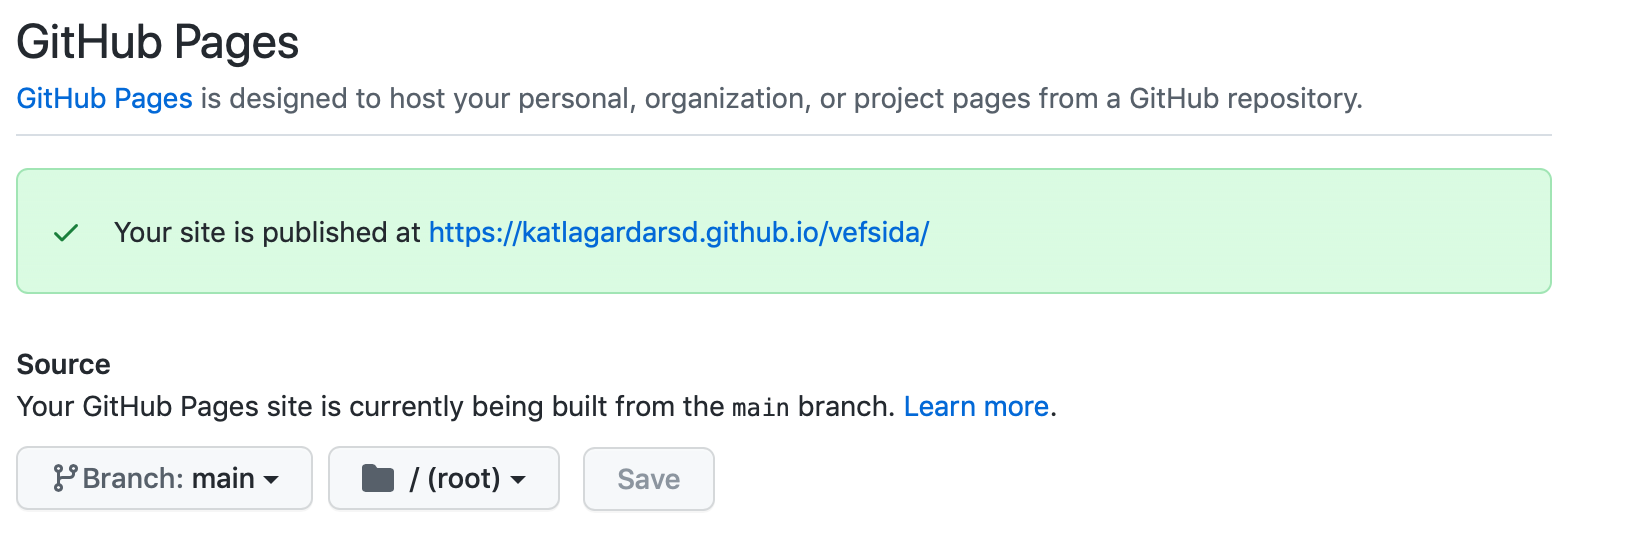 GitHub Pages
GitHub Pages is designed to host your personal, organization, or project pages from a GitHub repository.
Your site is published at https://katlagardarsd.github.io/vefsida/
Source
Your GitHub Pages site is currently being built from the main branch. Learn more.
Branch: main / (root) Save